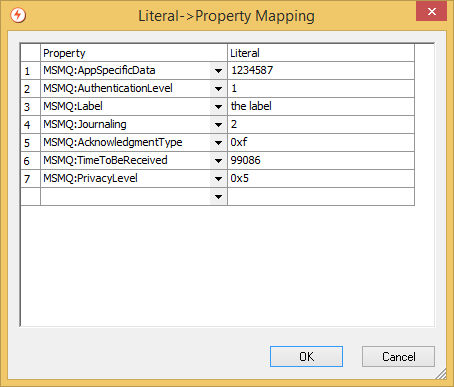 Literal->Property Mapping
Property Literal
1 MSMQ:AppSpecificData 1234587
2 MSMQ:AuthenticationLevel 1
3 MSMQ:Label the label
4 MSMQ:Journaling 2
5 MSMQ:AcknowledgmentType 0xf
6 MSMQ:TimeToBeReceived 99086
7 MSMQ:PrivacyLevel 0x5
OK Cancel